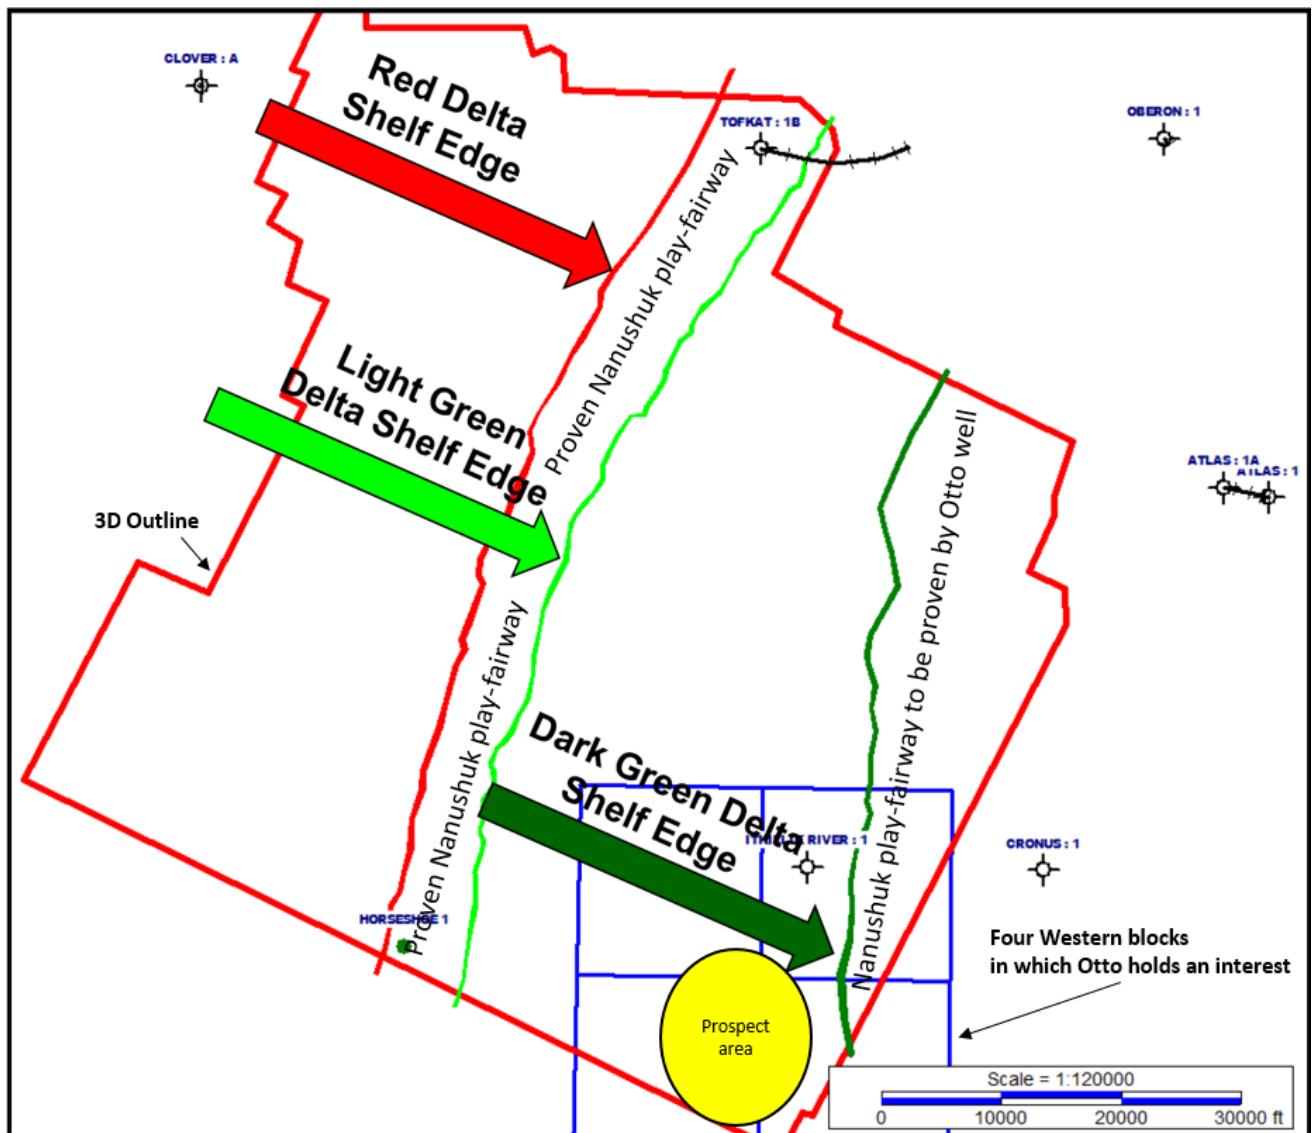 CLOVER : A
Red Delta
Shelf Edge
TOFKAT : 1B
OBERON : 1
Proven Nanushuk play-fairway
Light Green
Delta Shelf Edge
ATLAS : 1A
ATLAS : 1
3D Outline
Nanushuk play-fairway to be proven by Otto well
Proven Nanushuk play-fairway
Dark Green Delta
Shelf Edge
RIVER : 1
CRONUS : 1
HORSESHOE 1
Four Western blocks
in which Otto holds an interest
Prospect
area
Scale = 1:120000
0 10000 20000 30000 ft